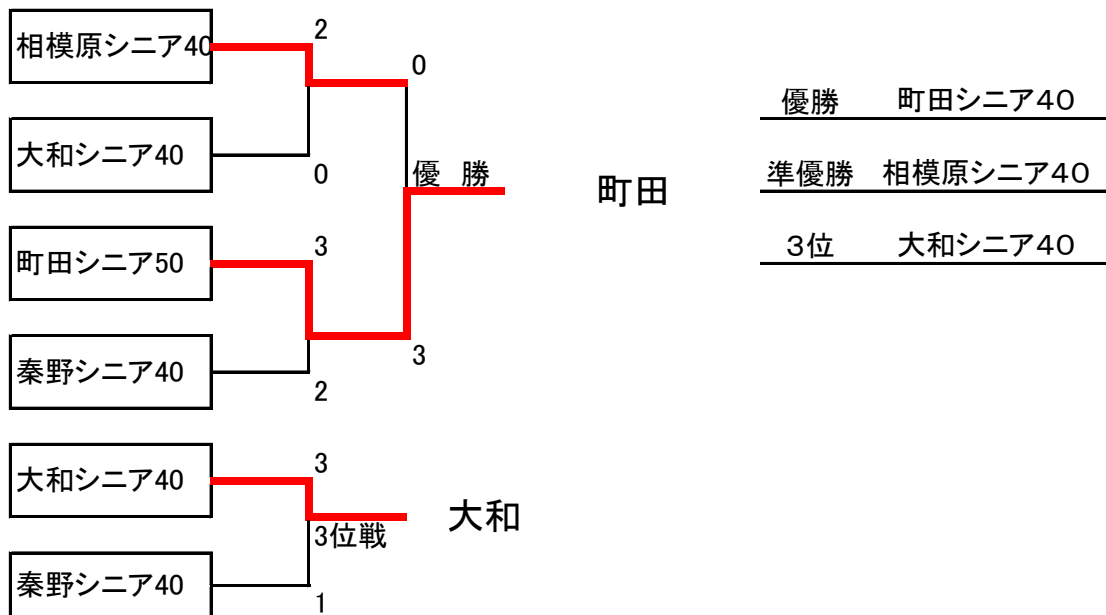 相模原シニア40
2
0
大和シニア40
0
優 勝
町田
町田シニア50
3
秦野シニア40
2
3
大和シニア40
3
3位戦
大和
秦野シニア40
1
優勝 町田シニア40
準優勝 相模原シニア40
3位 大和シニア40